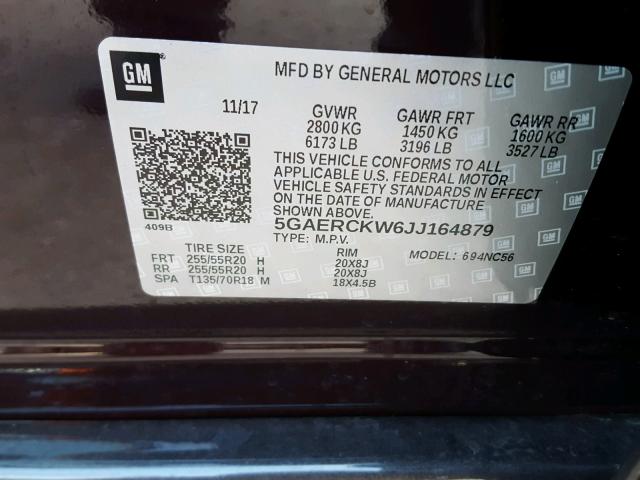 GM
MFD BY GENERAL MOTORS LLC
11/17 GVWR GAWR FRT GAWR RR
2800 KG 1450 KG 1600 KG
6173 LB 3196 LB 3527 LB
THIS VEHICLE CONFORMS TO ALL
APPLICABLE U.S. FEDERAL MOTOR
VEHICLE SAFETY STANDARDS IN EFFECT
ON THE DATE OF MANUFACTURE
SHOWN ABOVE.
409B 5GAERCKW6JJ164879
TYPE: M.P.V. MODEL: 694NC56
TIRE SIZE RIM
FRT 255/55R20 H 20X8J
RR 255/55R20 H 20X8J
SPA T135/70R18 M 18X4.5B